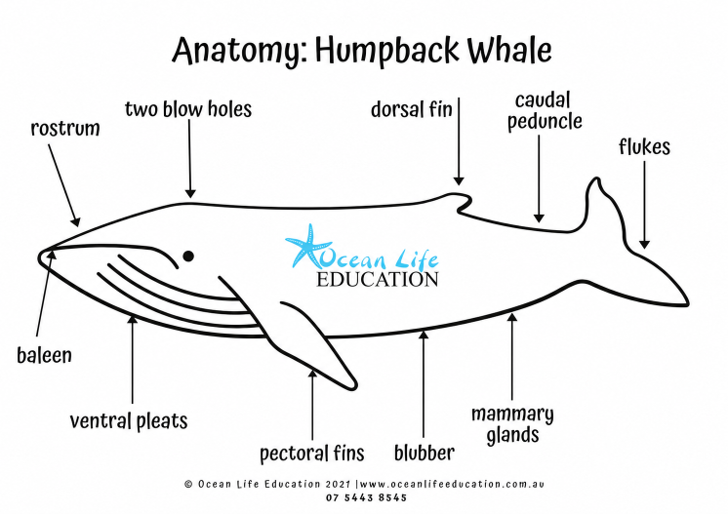 Anatomy: Humpback Whale
two blow holes
dorsal fin
caudal
peduncle
rostrum
flukes
Ocean Life
EDUCATION
baleen
ventral pleats
pectoral fins
blubber
mammary
glands
© Ocean Life Education 2021 |www.oceanlifeeducation.com.au
07 5443 8545